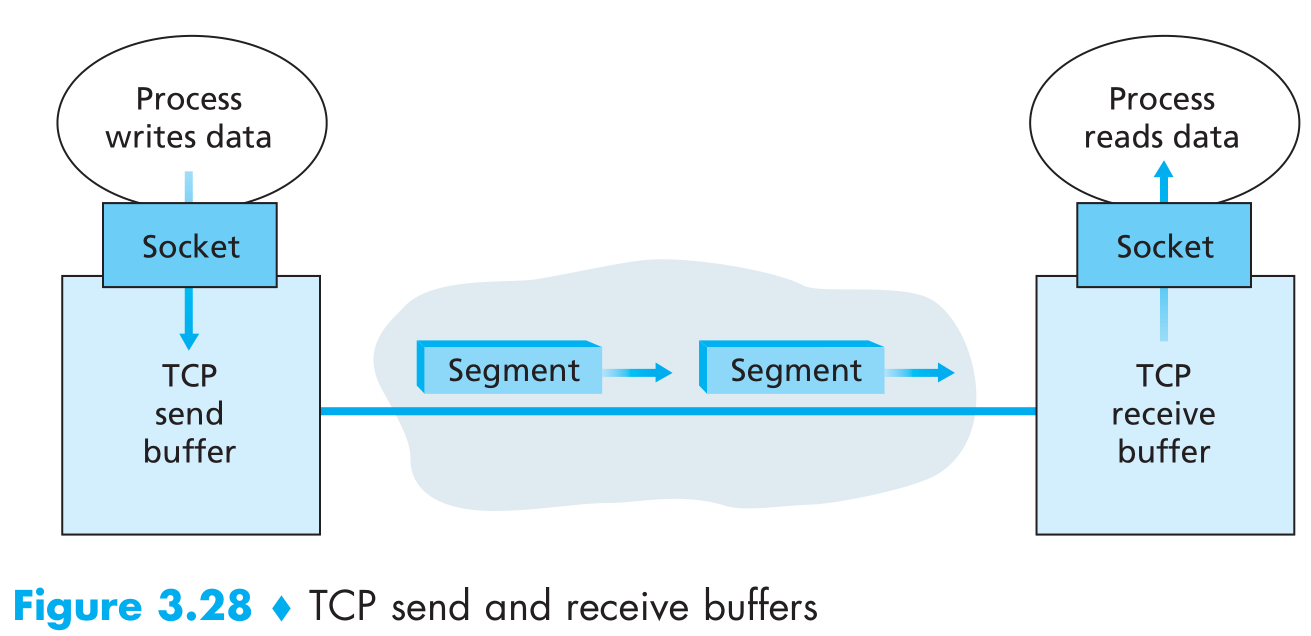 Process
writes data
Process
reads data
Socket
Socket
Segment
Segment
TCP
send
buffer
TCP
receive
buffer
Figure 3.28 ♦ TCP send and receive buffers